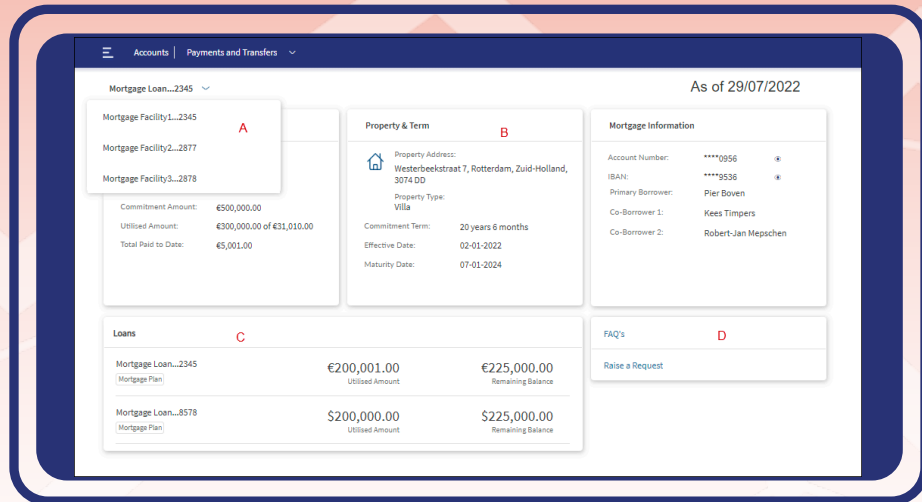 Accounts | Payments and Transfers
Mortgage Loan...2345
As of 29/07/2022
Mortgage Facility1...2345
A
Mortgage Facility2...2877
Mortgage Facility3...2878
Commitment Amount: €500,000.00
Utilised Amount: €300,000.00 of €31,010.00
Total Paid to Date: €5,001.00
Property & Term
B
Property Address:
Westerbeekstraat 7, Rotterdam, Zuid-Holland,
3074 DD
Property Type:
Villa
Commitment Term: 20 years 6 months
Effective Date: 02-01-2022
Maturity Date: 07-01-2024
Mortgage Information
Account Number: ****0956
IBAN: ****9536
Primary Borrower: Pier Boven
Co-Borrower 1: Kees Timpers
Co-Borrower 2: Robert-Jan Mepschen
Loans
C
Mortgage Loan...2345 €200,001.00 €225,000.00
Mortgage Plan Utilised Amount Remaining Balance
Mortgage Loan...8578 $200,000.00 $225,000.00
Mortgage Plan Utilised Amount Remaining Balance
FAQ's
D
Raise a Request